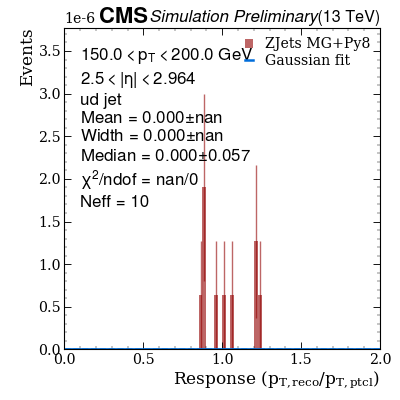 1e-6 CMS Simulation Preliminary (13 TeV)
Events
150.0 < pT < 200.0 GeV
2.5 < |η| < 2.964
ud jet
Mean = 0.000±nan
Width = 0.000±nan
Median = 0.000±0.057
χ²/ndof = nan/0
Neff = 10
ZJets MG+Py8
Gaussian fit
3.5
3.0
2.5
2.0
1.5
1.0
0.5
0.0
0.0 0.5 1.0 1.5 2.0
Response (pT,reco/pT,ptcl)